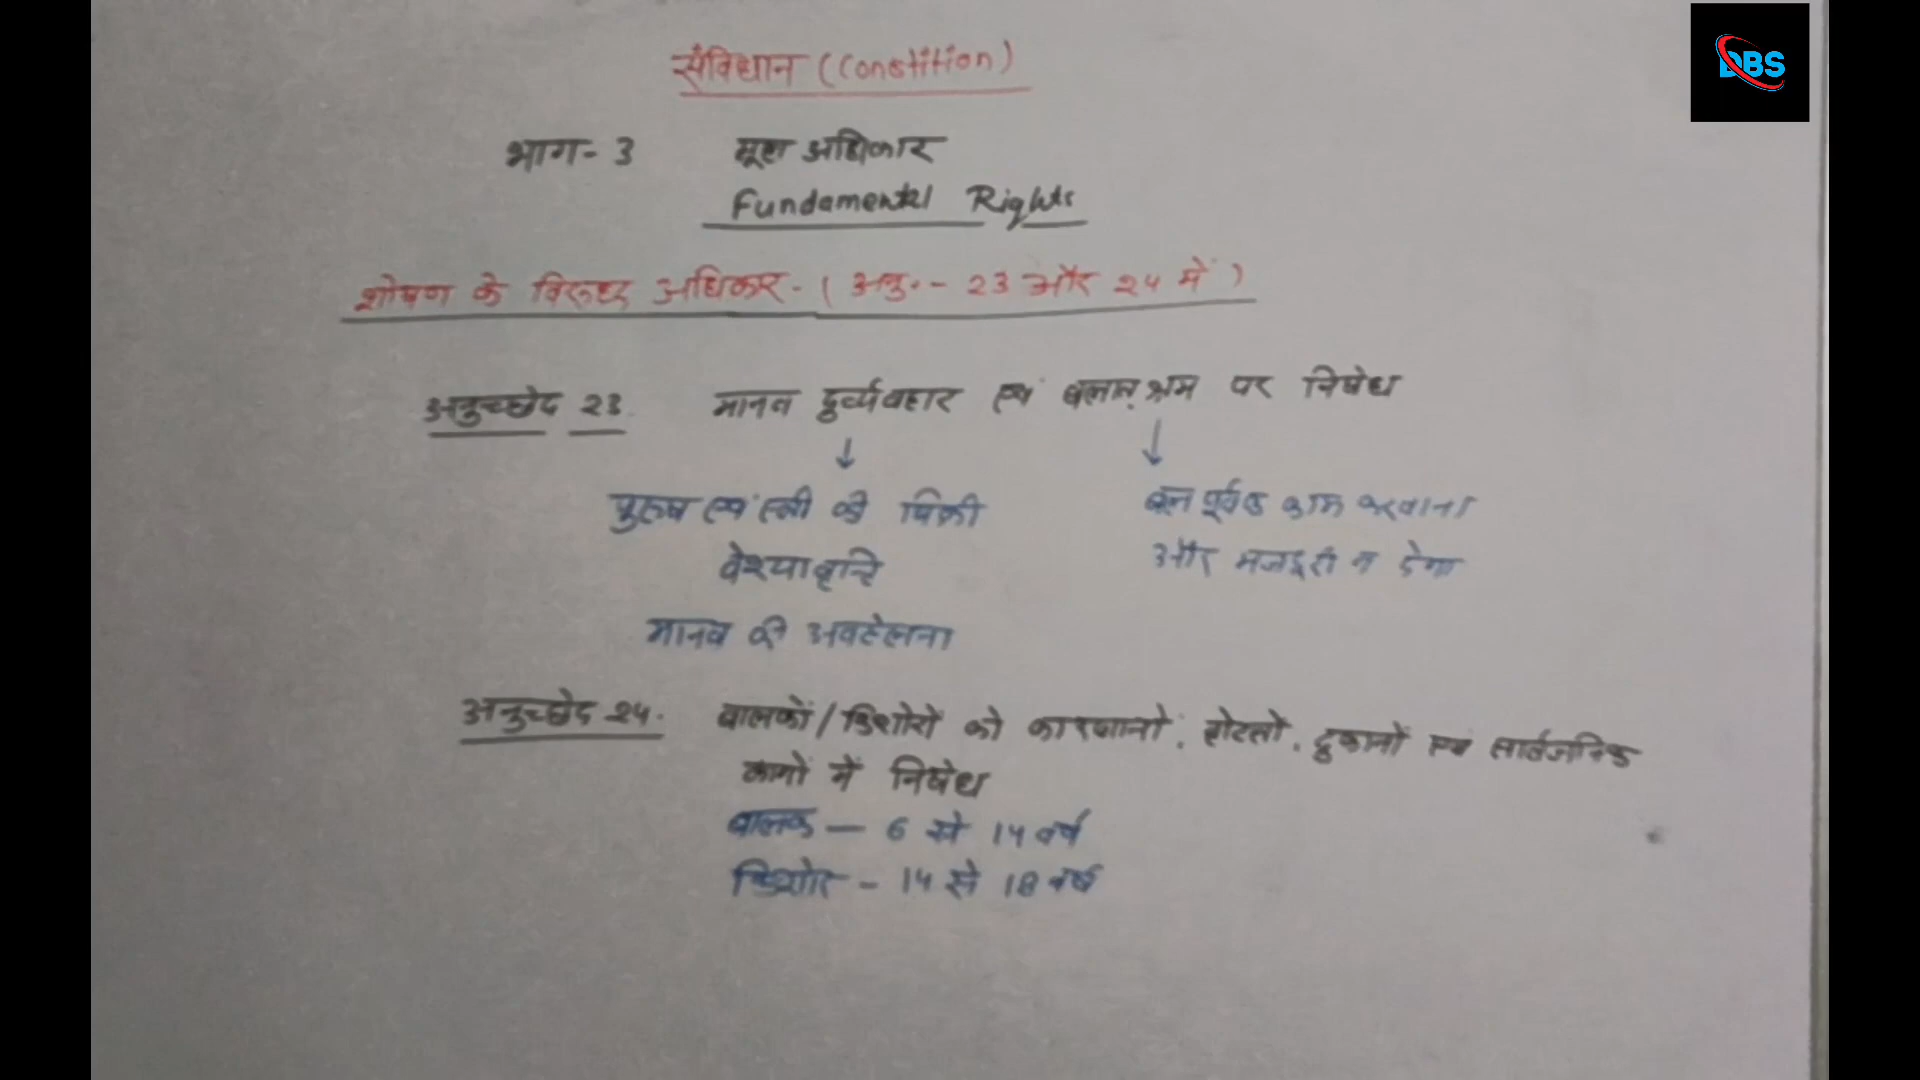 DBS
संविधान (Constition)
भाग- 3 मूल अधिकार
Fundamental Rights
शोषण के विरुध्द अधिकार - ( अनु. - 23 और 24 में )
अनुच्छेद 23. मानव दुर्व्यवहार एवं बलात् श्रम पर निषेध
↓ ↓
पुरुष एवं स्त्री की बिक्री बल पूर्वक काम करवाना
वेश्यावृत्ति और मजदूरी न देना
मानव की अवहेलना
अनुच्छेद 24. बालकों/किशोरों को कारखानो, होटलो, दुकानों एवं सार्वजनिक
कामों में निषेध
बालक — 6 से 14 वर्ष
किशोर - 14 से 18 वर्ष